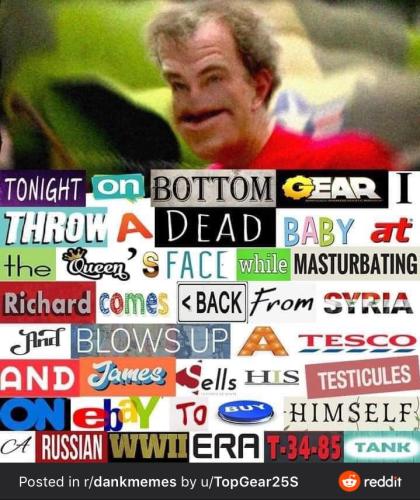 TONIGHT on BOTTOM GEAR I
THROW A DEAD BABY at
the Queen's FACE while MASTURBATING
Richard comes < BACK From SYRIA
And BLOWS UP A TESCO
AND James Sells HIS TESTICULES
ON ebaY TO BUY HIMSELF
A RUSSIAN WWII ERA T-34-85 TANK
Posted in r/dankmemes by u/TopGear25S reddit